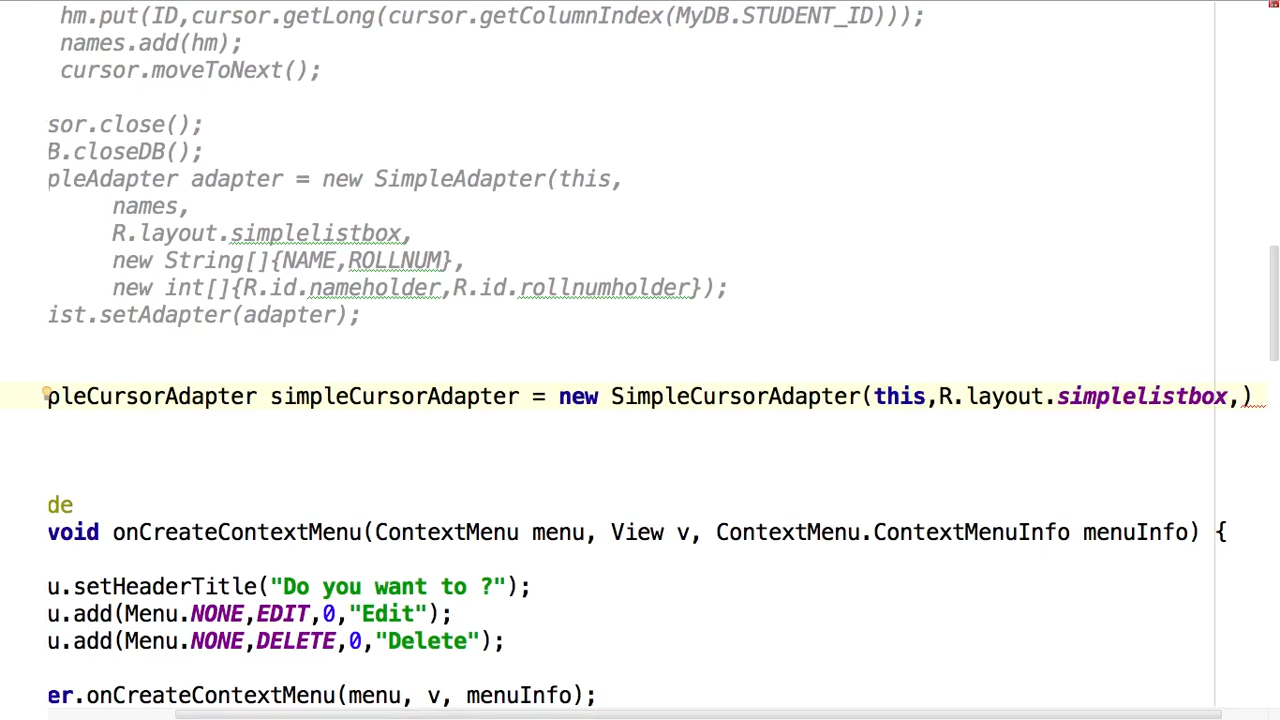 hm.put(ID,cursor.getLong(cursor.getColumnIndex(MyDB.STUDENT_ID)));
names.add(hm);
cursor.moveToNext();
sor.close();
B.closeDB();
pleAdapter adapter = new SimpleAdapter(this,
names,
R.layout.simplelistbox,
new String[]{NAME,ROLLNUM},
new int[]{R.id.nameholder,R.id.rollnumholder});
ist.setAdapter(adapter);
pleCursorAdapter simpleCursorAdapter = new SimpleCursorAdapter(this,R.layout.simplelistbox,)
de
void onCreateContextMenu(ContextMenu menu, View v, ContextMenu.ContextMenuInfo menuInfo) {
u.setHeaderTitle("Do you want to ?");
u.add(Menu.NONE,EDIT,0,"Edit");
u.add(Menu.NONE,DELETE,0,"Delete");
er.onCreateContextMenu(menu, v, menuInfo);